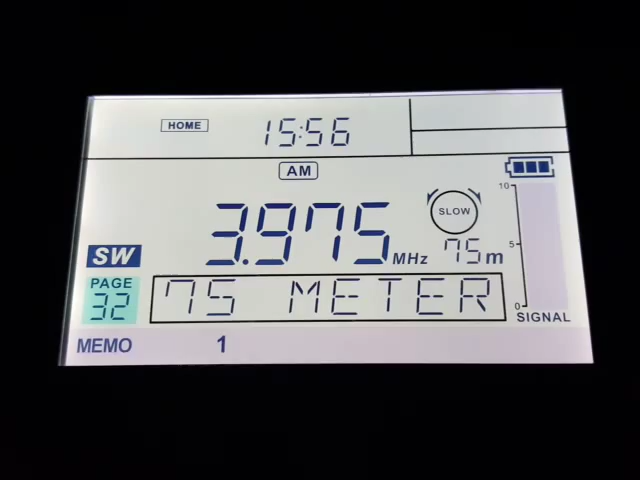 HOME 15:56
AM
10
SLOW
3.975 MHz
5
75 m
SW
PAGE
32
75 METER
0
SIGNAL
MEMO 1